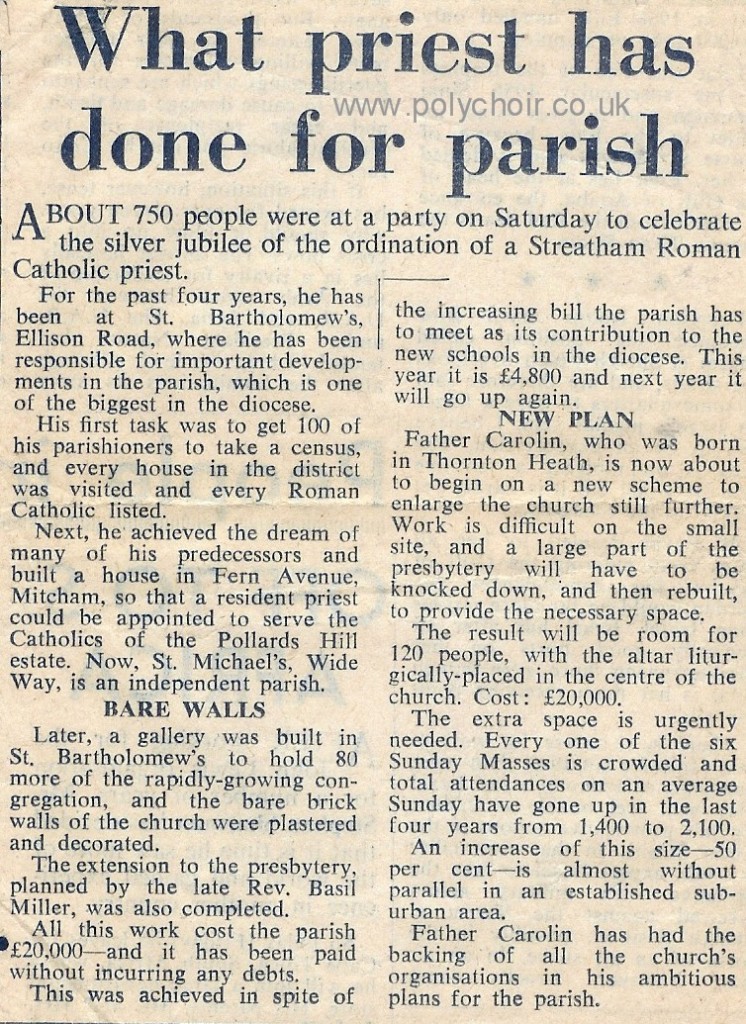 What priest has
www.polychoir.co.uk
done for parish
ABOUT 750 people were at a party on Saturday to celebrate
the silver jubilee of the ordination of a Streatham Roman
Catholic priest.
For the past four years, he has
been at St. Bartholomew's,
Ellison Road, where he has been
responsible for important develop-
ments in the parish, which is one
of the biggest in the diocese.
His first task was to get 100 of
his parishioners to take a census,
and every house in the district
was visited and every Roman
Catholic listed.
Next, he achieved the dream of
many of his predecessors and
built a house in Fern Avenue,
Mitcham, so that a resident priest
could be appointed to serve the
Catholics of the Pollards Hill
estate. Now, St. Michael's, Wide
Way, is an independent parish.
BARE WALLS
Later, a gallery was built in
St. Bartholomew's to hold 80
more of the rapidly-growing con-
gregation, and the bare brick
walls of the church were plastered
and decorated.
The extension to the presbytery,
planned by the late Rev. Basil
Miller, was also completed.
All this work cost the parish
£20,000—and it has been paid
without incurring any debts.
This was achieved in spite of
the increasing bill the parish has
to meet as its contribution to the
new schools in the diocese. This
year it is £4,800 and next year it
will go up again.
NEW PLAN
Father Carolin, who was born
in Thornton Heath, is now about
to begin on a new scheme to
enlarge the church still further.
Work is difficult on the small
site, and a large part of the
presbytery will have to be
knocked down, and then rebuilt,
to provide the necessary space.
The result will be room for
120 people, with the altar litur-
gically-placed in the centre of the
church. Cost: £20,000.
The extra space is urgently
needed. Every one of the six
Sunday Masses is crowded and
total attendances on an average
Sunday have gone up in the last
four years from 1,400 to 2,100.
An increase of this size—50
per cent—is almost without
parallel in an established sub-
urban area.
Father Carolin has had the
backing of all the church's
organisations in his ambitious
plans for the parish.